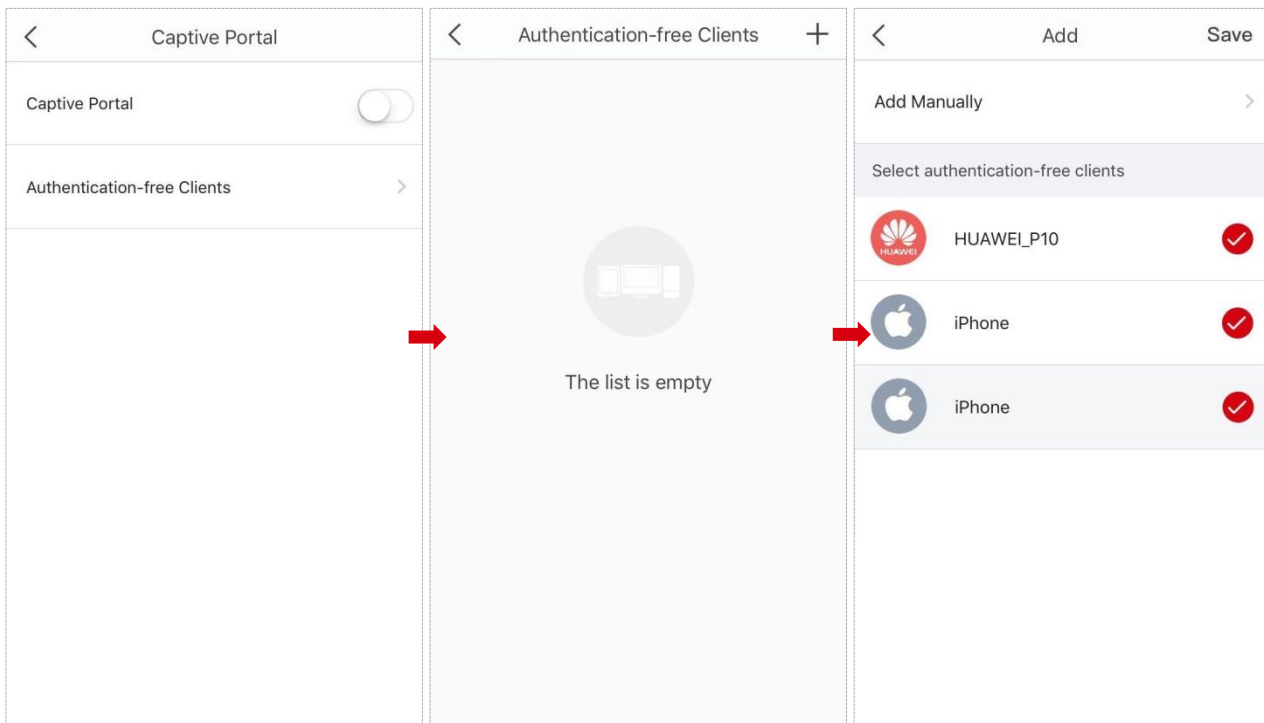 Captive Portal
Captive Portal
Authentication-free Clients
Authentication-free Clients
The list is empty
Add
Save
Add Manually
Select authentication-free clients
HUAWEI
HUAWEI_P10
iPhone
iPhone